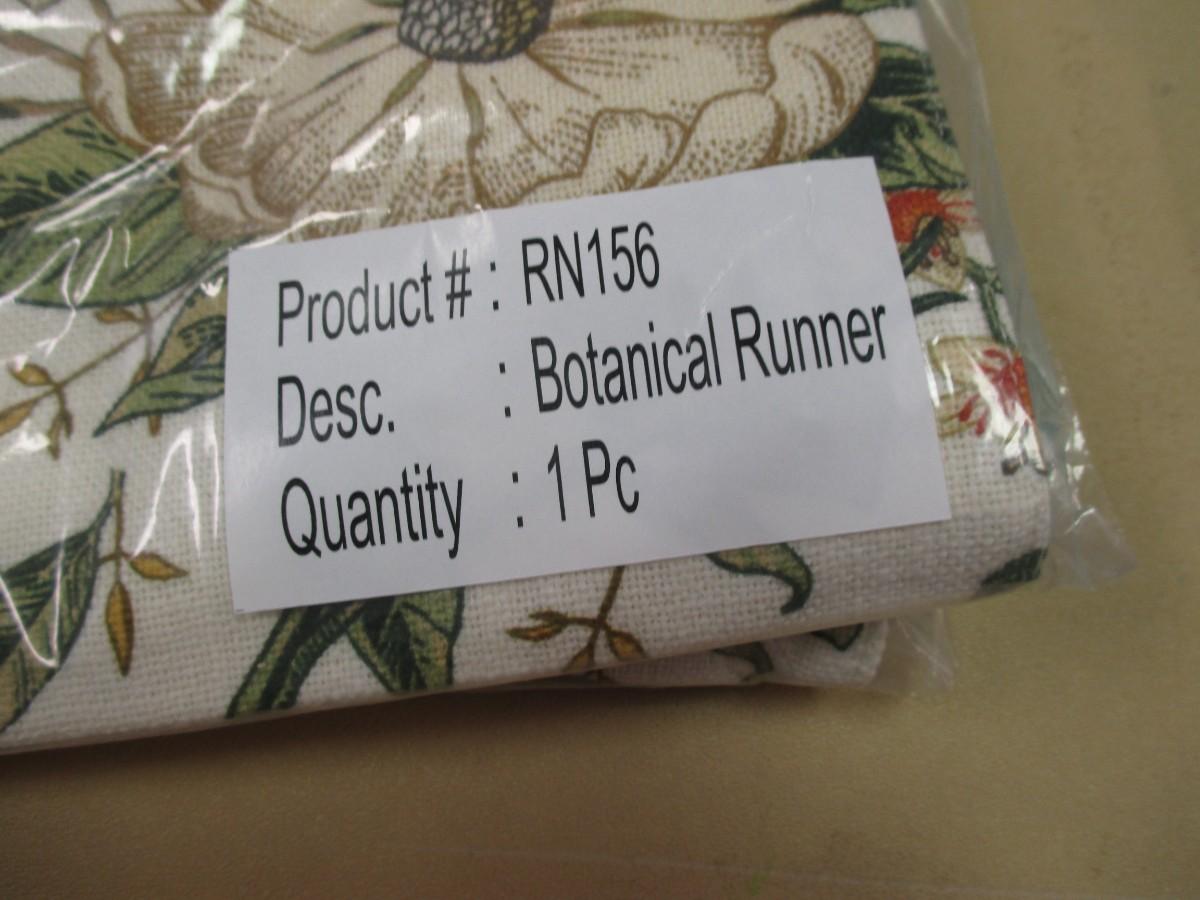 Product # : RN156
Desc. : Botanical Runner
Quantity : 1 Pc